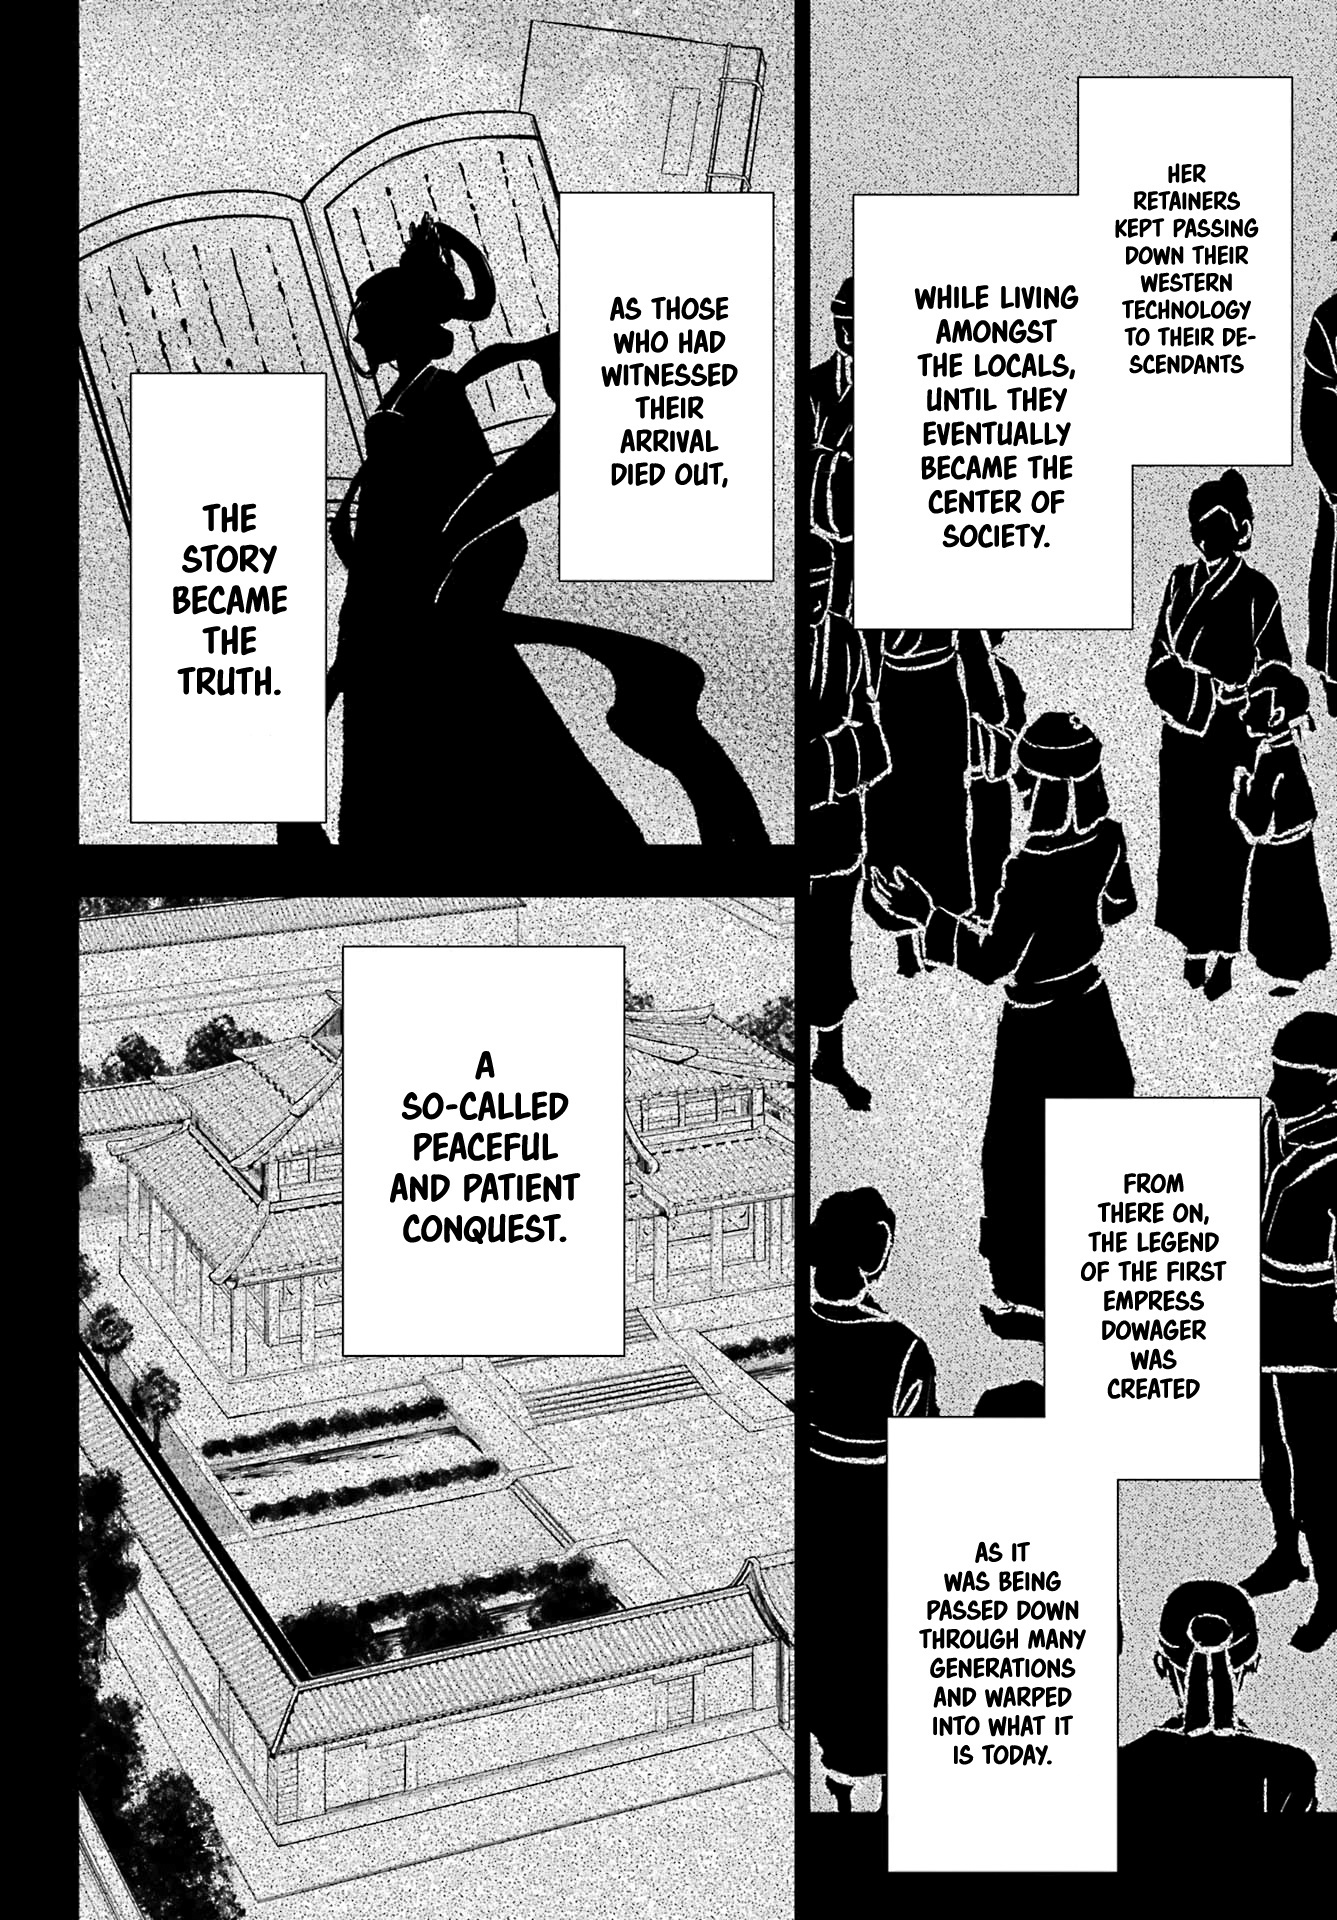 HER
RETAINERS
KEPT PASSING
DOWN THEIR
WESTERN
TECHNOLOGY
TO THEIR DE-
SCENDANTS
WHILE LIVING
AMONGST
THE LOCALS,
UNTIL THEY
EVENTUALLY
BECAME THE
CENTER OF
SOCIETY.
FROM
THERE ON,
THE LEGEND
OF THE FIRST
EMPRESS
DOWAGER
WAS
CREATED
AS IT
WAS BEING
PASSED DOWN
THROUGH MANY
GENERATIONS
AND WARPED
INTO WHAT IT
IS TODAY.
AS THOSE
WHO HAD
WITNESSED
THEIR
ARRIVAL
DIED OUT,
THE
STORY
BECAME
THE
TRUTH.
A
SO-CALLED
PEACEFUL
AND PATIENT
CONQUEST.